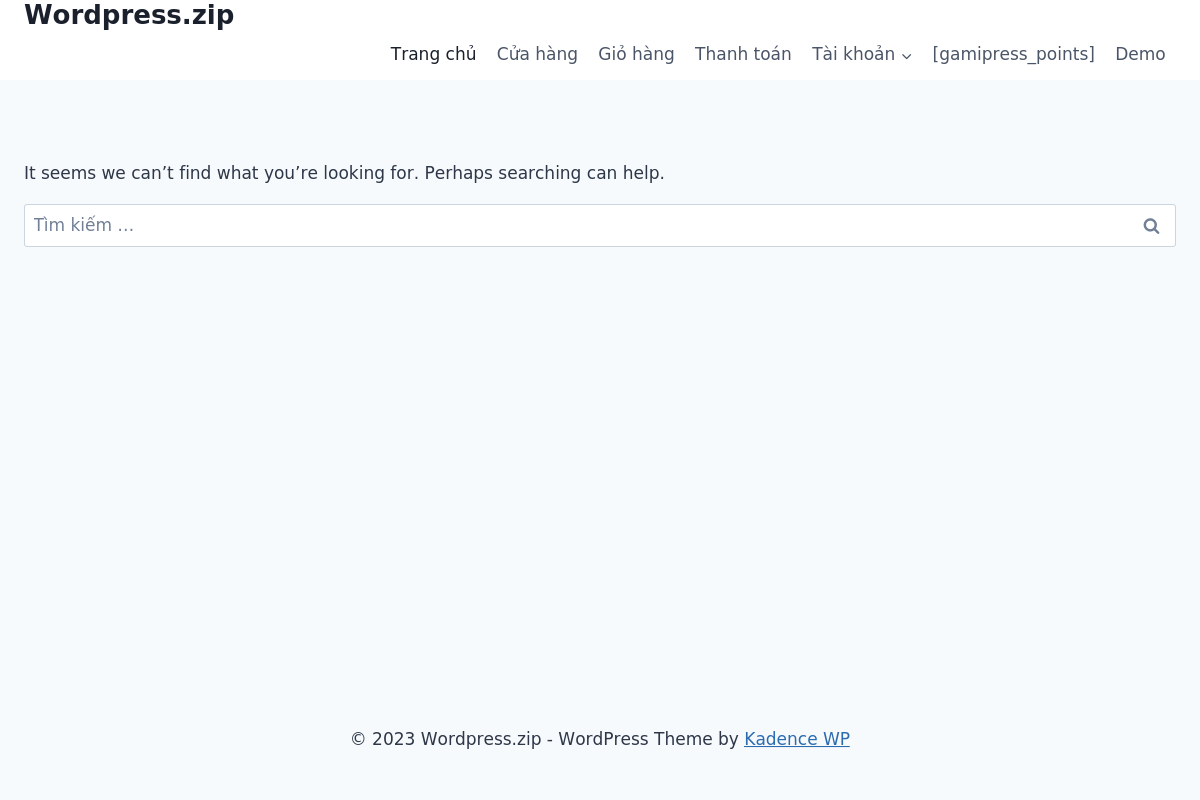 Wordpress.zip
Trang chủ Cửa hàng Giỏ hàng Thanh toán Tài khoản [gamipress_points] Demo
It seems we can’t find what you’re looking for. Perhaps searching can help.
Tìm kiếm …
© 2023 Wordpress.zip - WordPress Theme by Kadence WP